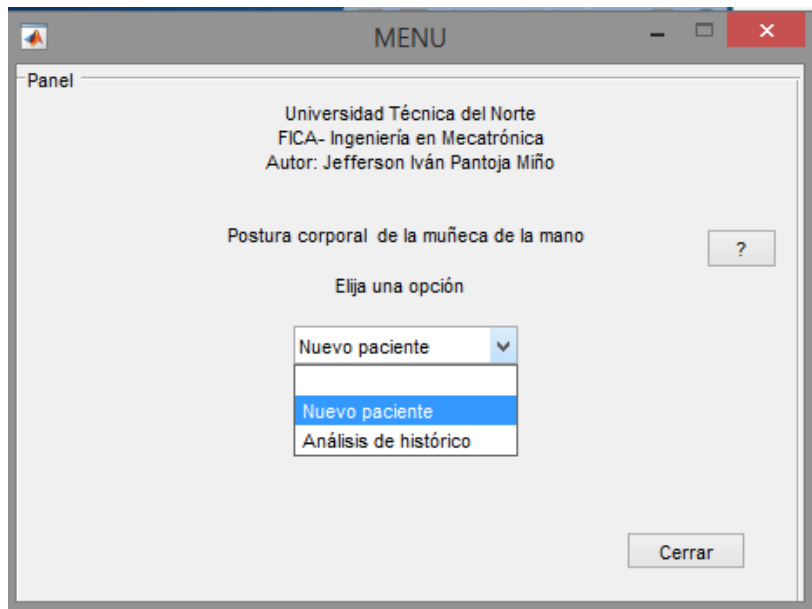 MENU
Panel
Universidad Técnica del Norte
FICA- Ingeniería en Mecatrónica
Autor: Jefferson Iván Pantoja Miño
Postura corporal de la muñeca de la mano
?
Elija una opción
Nuevo paciente
Nuevo paciente
Análisis de histórico
Cerrar